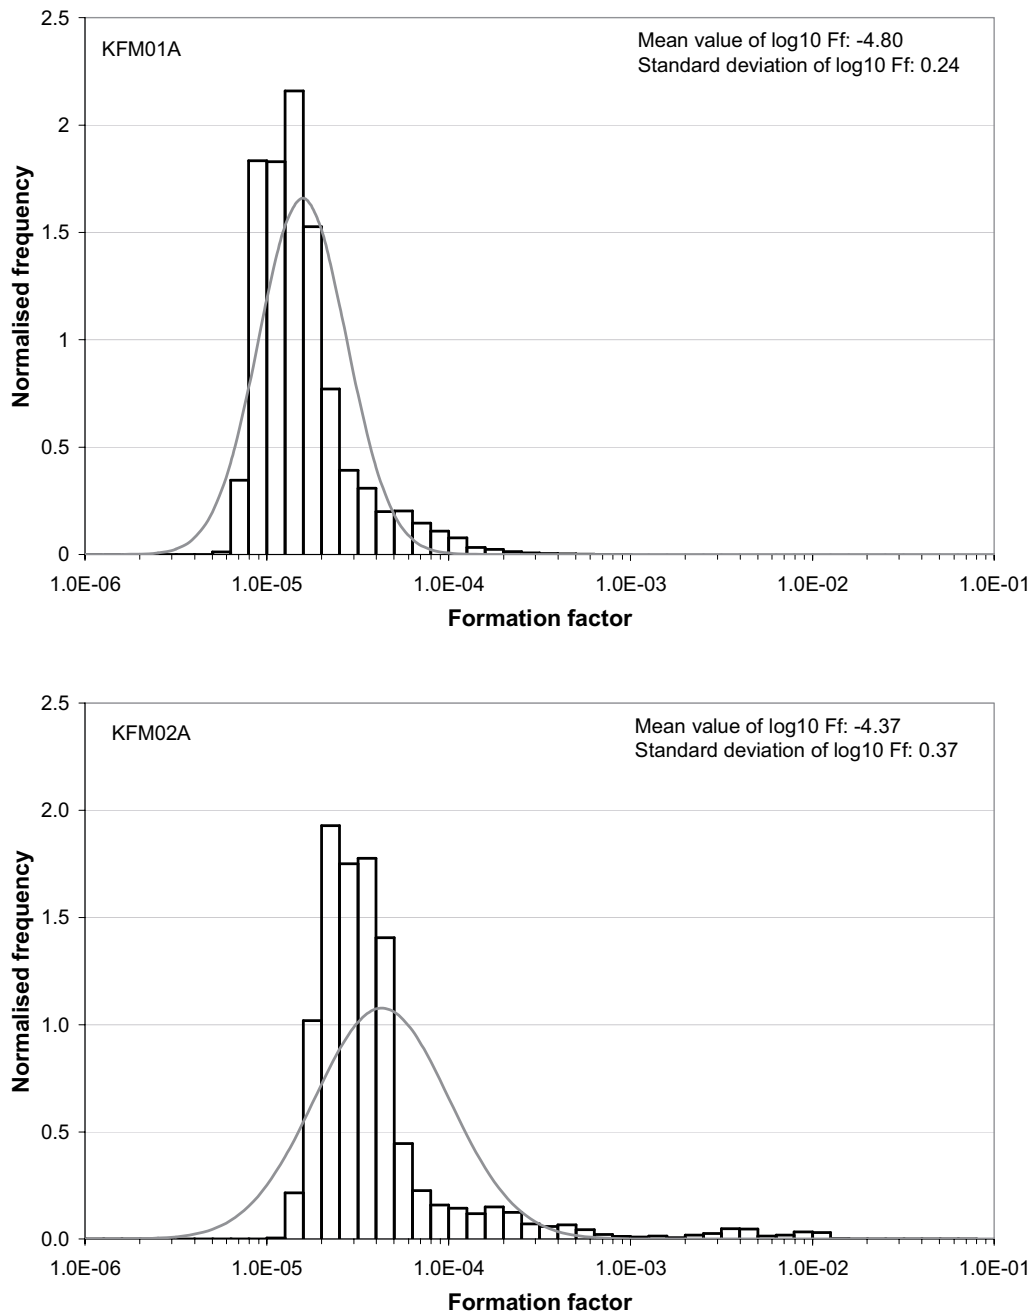 KFM01A
Mean value of log10 Ff: -4.80
Standard deviation of log10 Ff: 0.24
Normalised frequency
2.5
2
1.5
1
0.5
0
1.0E-06 1.0E-05 1.0E-04 1.0E-03 1.0E-02 1.0E-01
Formation factor
KFM02A
Mean value of log10 Ff: -4.37
Standard deviation of log10 Ff: 0.37
Normalised frequency
2.5
2.0
1.5
1.0
0.5
0.0
1.0E-06 1.0E-05 1.0E-04 1.0E-03 1.0E-02 1.0E-01
Formation factor